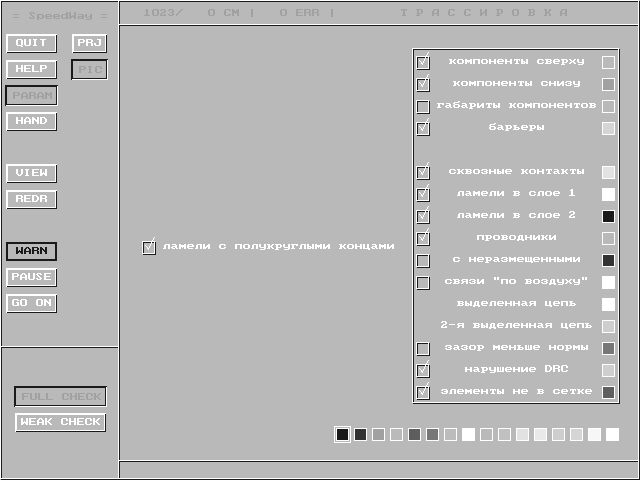 = SpeedWay =
1023/ 0 СМ | 0 ERR | Т Р А С С И Р О В К А
QUIT PRJ
HELP PIC
PARAM
HAND
VIEW
REDR
WARN
PAUSE
GO ON
FULL CHECK
WEAK CHECK
ламели с полукруглыми концами
компоненты сверху
компоненты снизу
габариты компонентов
барьеры
сквозные контакты
ламели в слое 1
ламели в слое 2
проводники
с неразмещенными
связи "по воздуху"
выделенная цепь
2-я выделенная цепь
зазор меньше нормы
нарушение DRC
элементы не в сетке